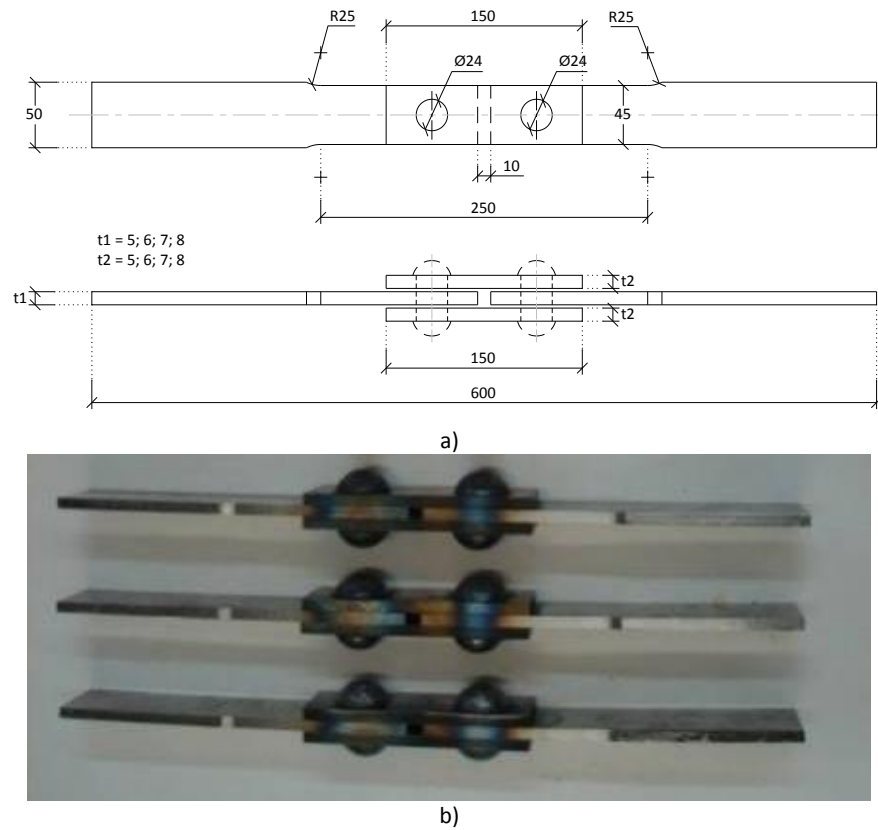 R25
150
R25
Ø24
Ø24
50
45
10
250
t1 = 5; 6; 7; 8
t2 = 5; 6; 7; 8
t2
t1
t2
150
600
a)
b)